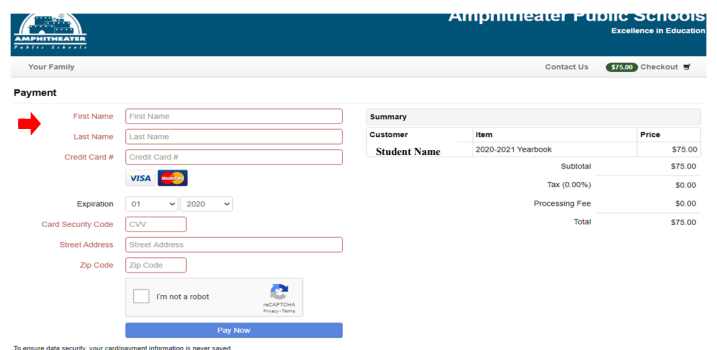 Amphitheater Public Schools
Excellence in Education
AMPHITHEATER
Public Schools
Your Family
Contact Us
$75.00 Checkout
Payment
First Name First Name
Last Name Last Name
Credit Card # Credit Card #
VISA MasterCard
Expiration 01 2020
Card Security Code CVV
Street Address Street Address
Zip Code Zip Code
I'm not a robot
reCAPTCHA
Privacy - Terms
Pay Now
To ensure data security, your card/payment information is never saved.
Summary
Customer Item Price
Student Name 2020-2021 Yearbook $75.00
Subtotal $75.00
Tax (0.00%) $0.00
Processing Fee $0.00
Total $75.00